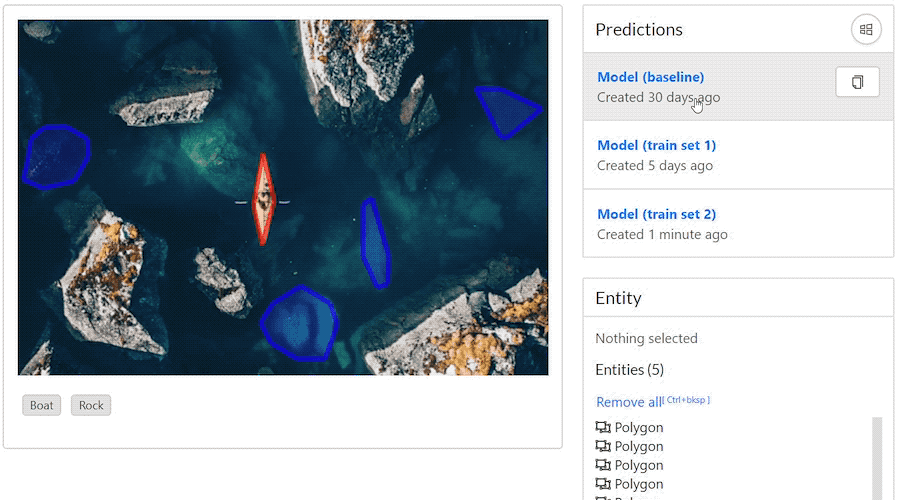 Predictions
Model (baseline)
Created 30 days ago
Model (train set 1)
Created 5 days ago
Model (train set 2)
Created 1 minute ago
Entity
Nothing selected
Entities (5)
Remove all[ Ctrl+bksp ]
Polygon
Polygon
Polygon
Polygon
Boat Rock